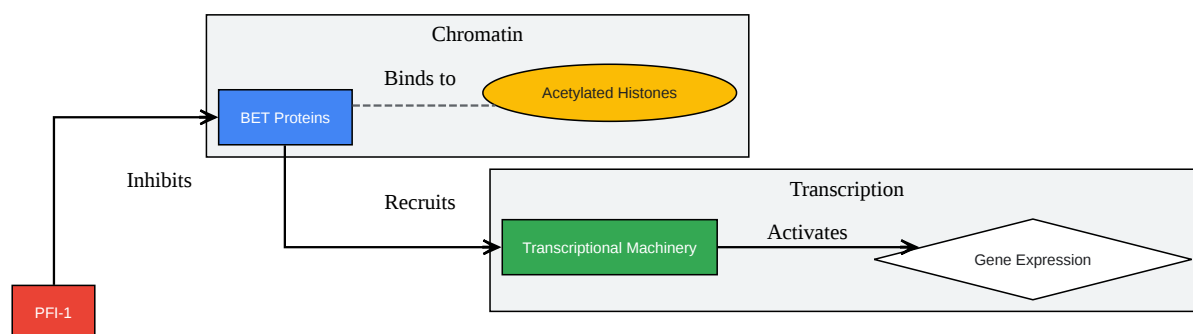 Chromatin
Binds to
Acetylated Histones
BET Proteins
Inhibits
Recruits
Transcription
Activates
Transcriptional Machinery
Gene Expression
PFI-1